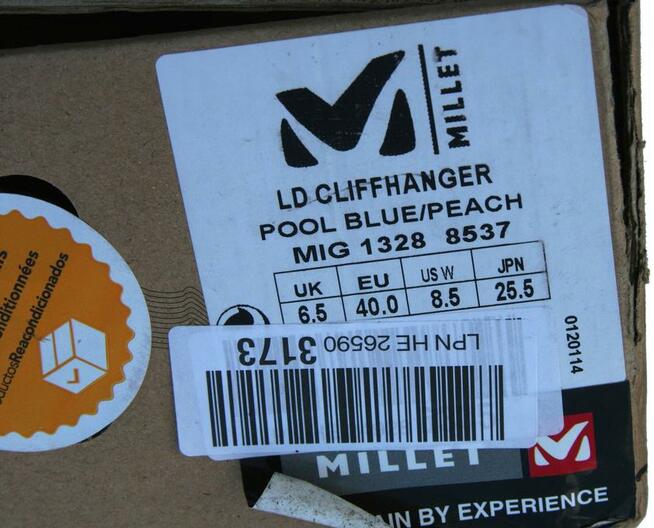 MILLET
LD CLIFFHANGER
POOL BLUE/PEACH
MIG 1328 8537
UK EU US W JPN
6.5 40.0 8.5 25.5
LPN HE 26590 3173
0120114
MILLET
BY EXPERIENCE
Reacondicionados